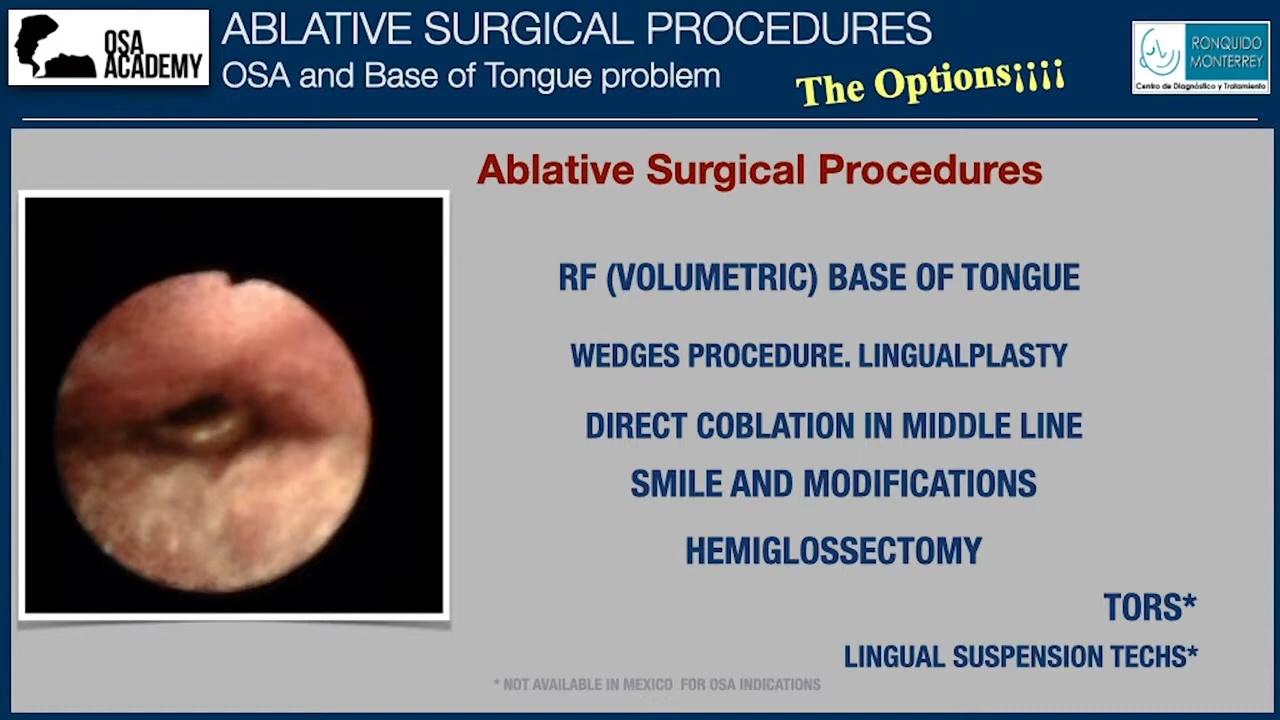 OSA
ACADEMY
ABLATIVE SURGICAL PROCEDURES
OSA and Base of Tongue problem
The Options¡¡¡¡
RONQUIDO
MONTERREY
Centro de Diagnóstico y Tratamiento
Ablative Surgical Procedures
RF (VOLUMETRIC) BASE OF TONGUE
WEDGES PROCEDURE. LINGUALPLASTY
DIRECT COBLATION IN MIDDLE LINE
SMILE AND MODIFICATIONS
HEMIGLOSSECTOMY
TORS*
LINGUAL SUSPENSION TECHS*
* NOT AVAILABLE IN MEXICO FOR OSA INDICATIONS